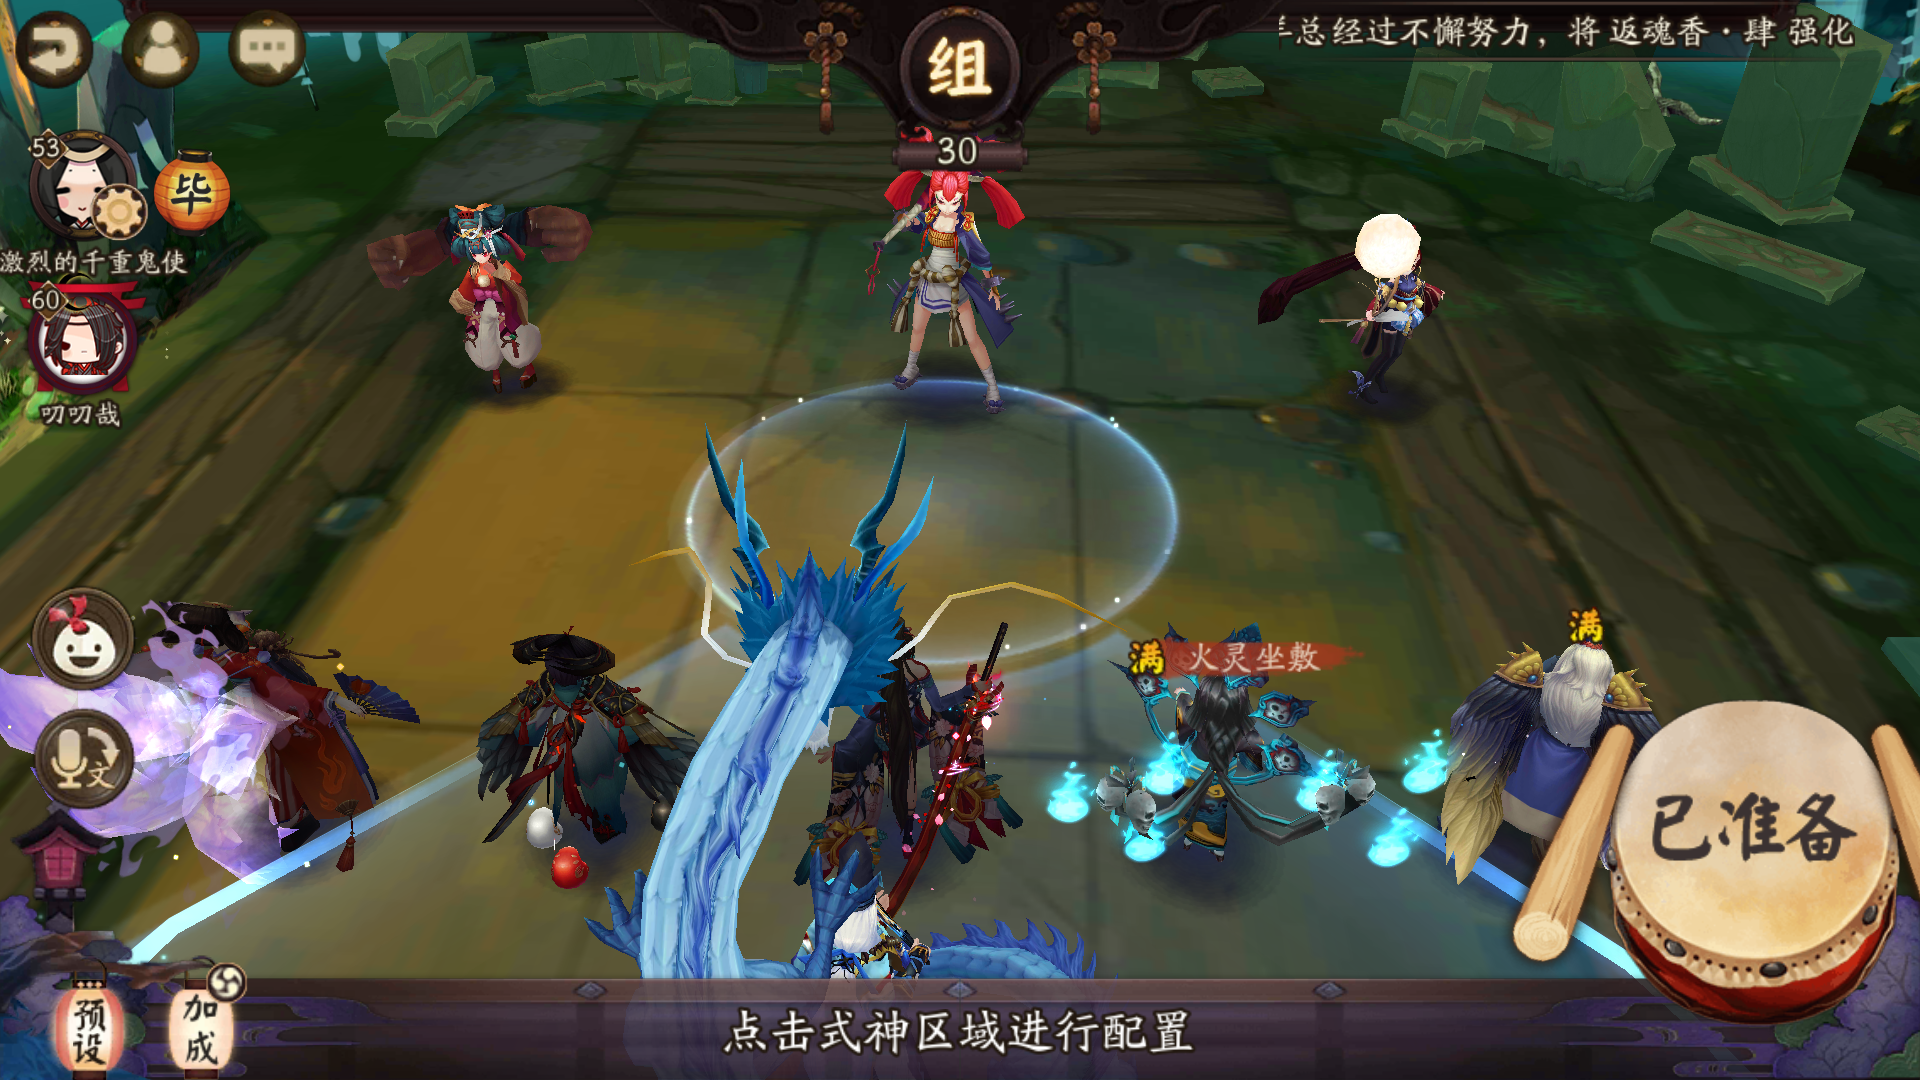 组
总经过不懈努力，将 返魂香·肆 强化
30
53
毕
激烈的千重鬼使
60
叨叨哉
满
满 火灵坐敷
文
已准备
预设
加成
点击式神区域进行配置